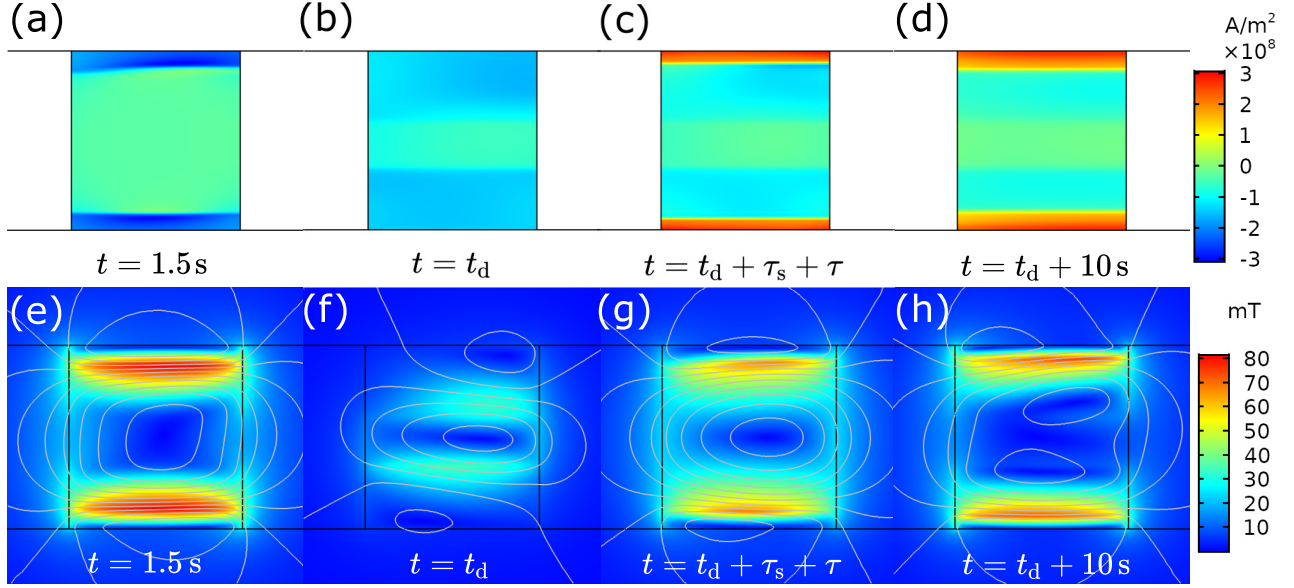 (a) (b) (c) (d)
A/m²
×10⁸
3
2
1
0
-1
-2
-3
t = 1.5 s
t = t_d
t = t_d + τ_s + τ
t = t_d + 10 s
(e) (f) (g) (h)
mT
80
70
60
50
40
30
20
10
t = 1.5 s
t = t_d
t = t_d + τ_s + τ
t = t_d + 10 s